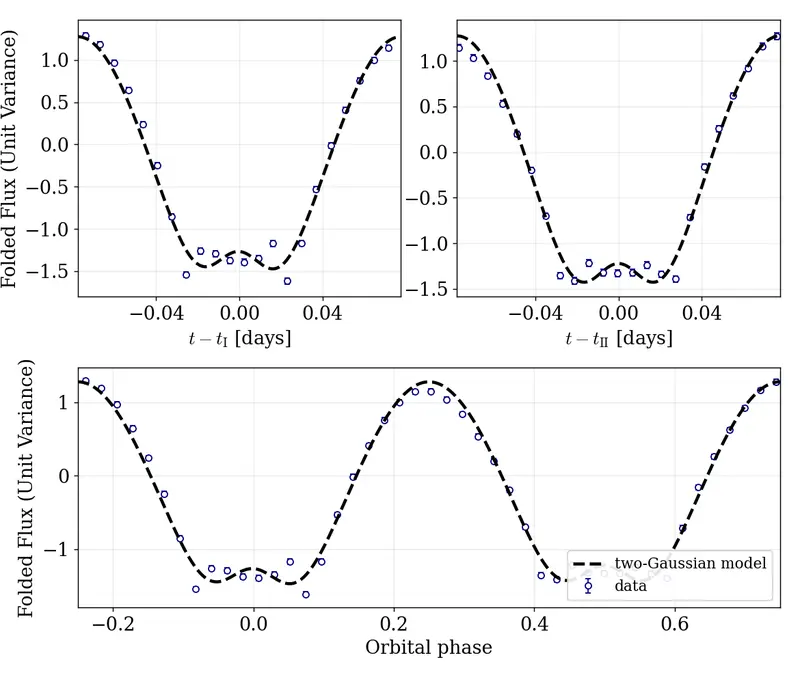 Folded Flux (Unit Variance)
1.0
0.5
0.0
−0.5
−1.0
−1.5
−0.04 0.00 0.04
t − tI [days]
1.0
0.5
0.0
−0.5
−1.0
−1.5
−0.04 0.00 0.04
t − tII [days]
Folded Flux (Unit Variance)
1
0
−1
−0.2 0.0 0.2 0.4 0.6
Orbital phase
two-Gaussian model
data